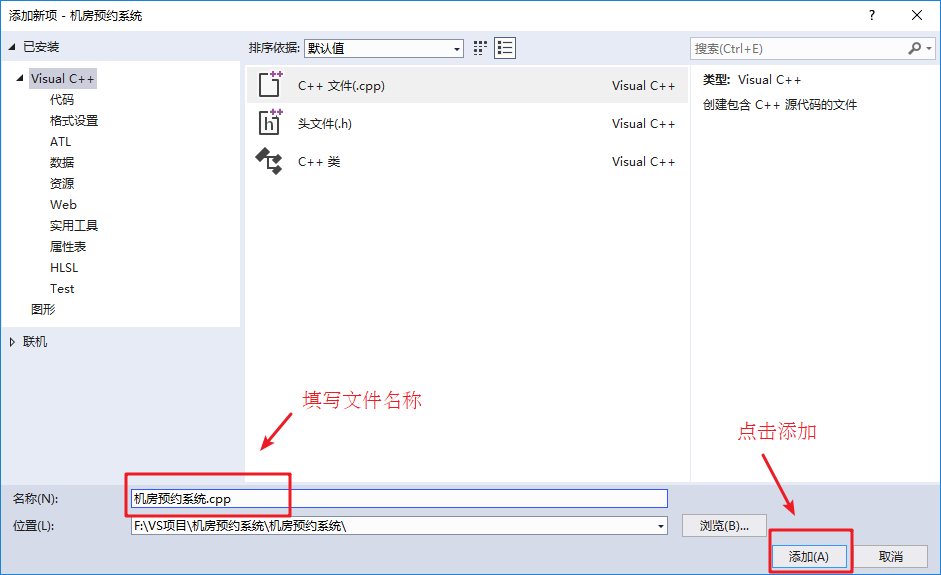 添加新项 - 机房预约系统
?
已安装
排序依据: 默认值
搜索(Ctrl+E)
Visual C++
代码
格式设置
ATL
数据
资源
Web
实用工具
属性表
HLSL
Test
图形
联机
C++ 文件(.cpp) Visual C++
头文件(.h) Visual C++
C++ 类 Visual C++
类型: Visual C++
创建包含 C++ 源代码的文件
填写文件名称
点击添加
名称(N): 机房预约系统.cpp
位置(L): F:\VS项目\机房预约系统\机房预约系统\
浏览(B)...
添加(A)
取消